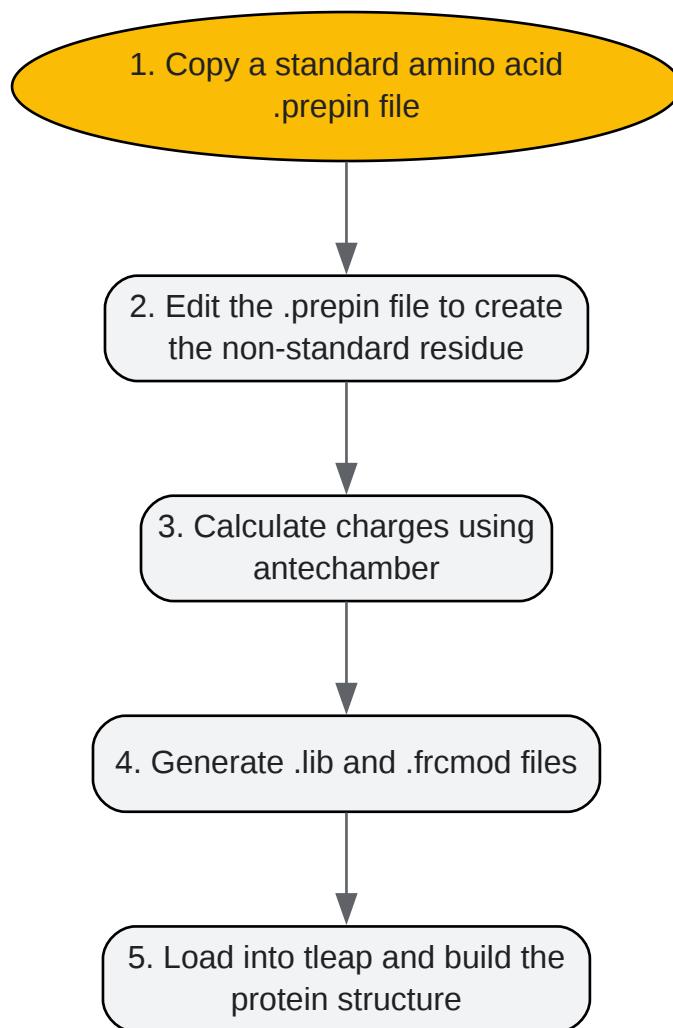 1. Copy a standard amino acid
.prepin file
2. Edit the .prepin file to create
the non-standard residue
3. Calculate charges using
antechamber
4. Generate .lib and .frcmod files
5. Load into tleap and build the
protein structure